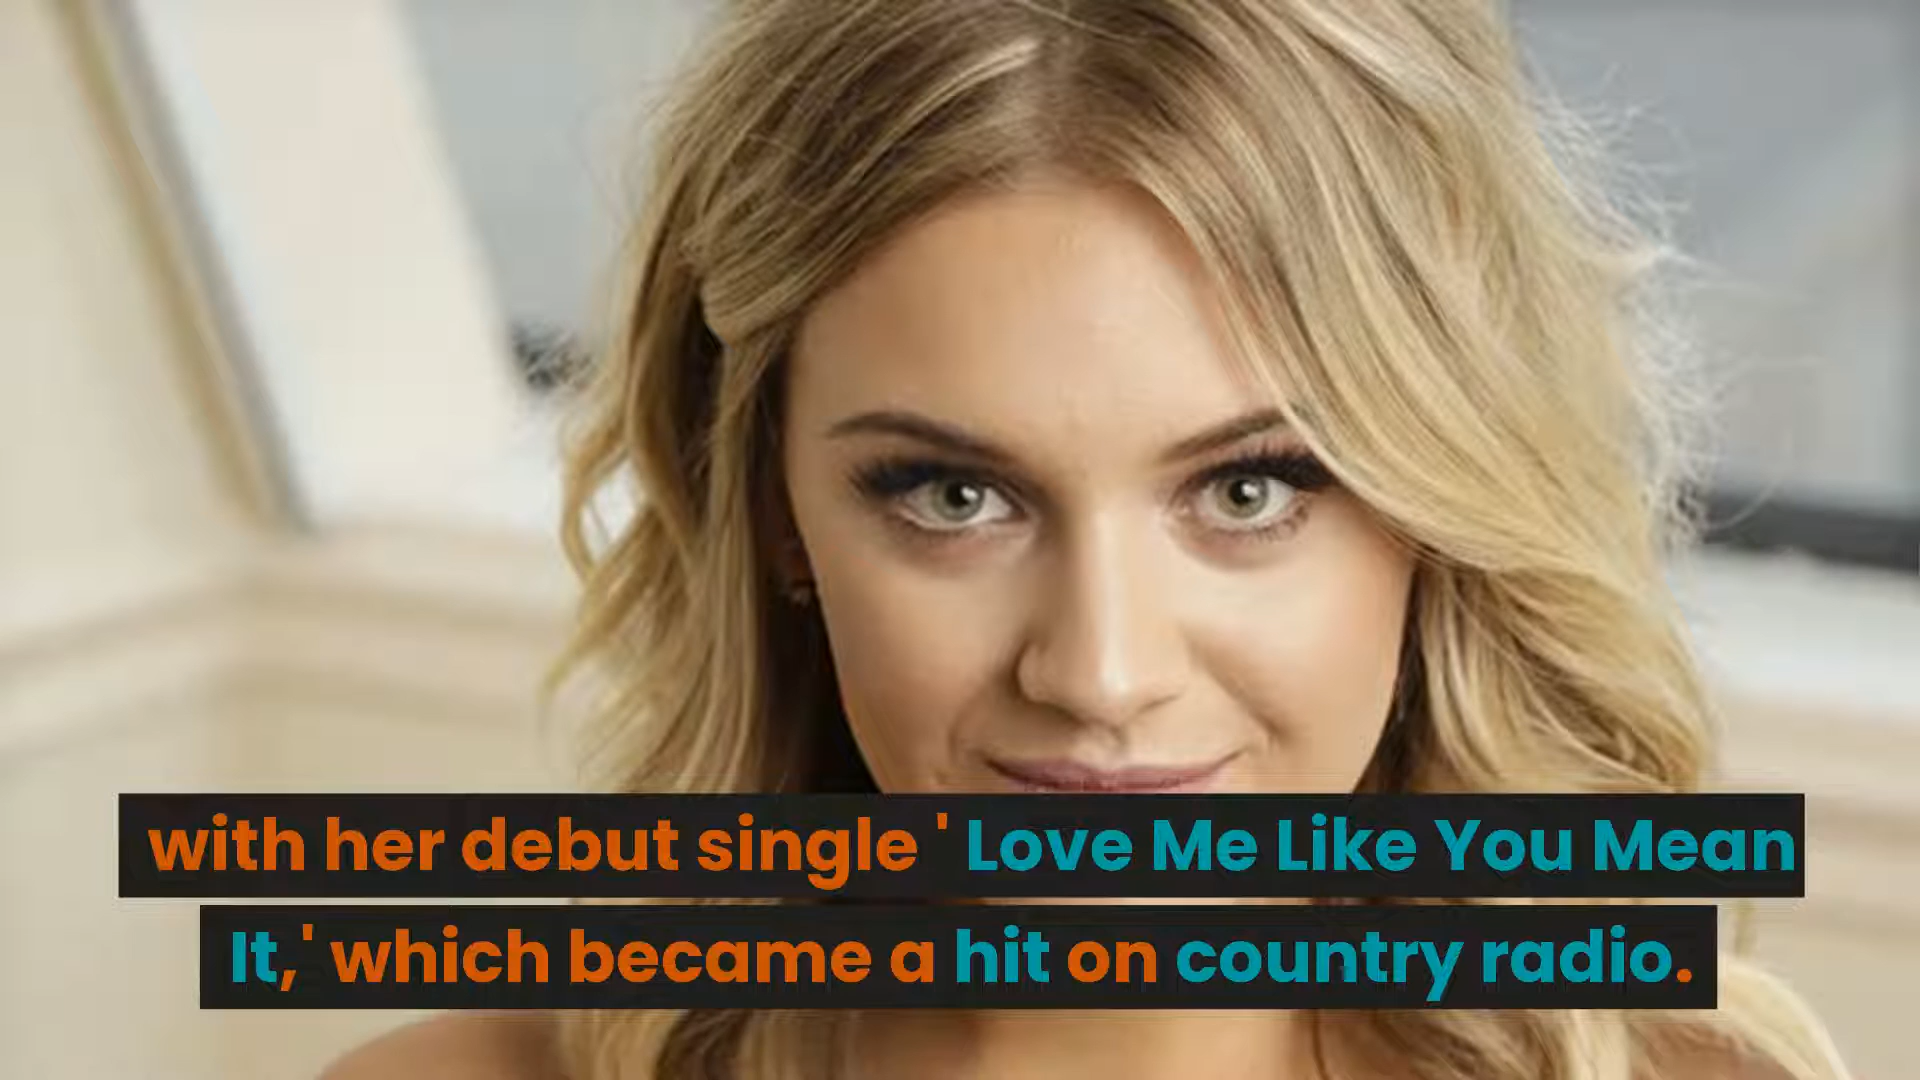 with her debut single ' Love Me Like You Mean
It,' which became a hit on country radio.